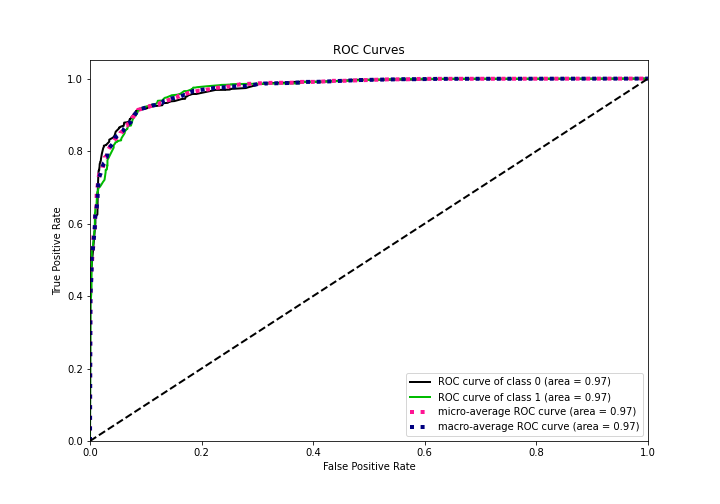 ROC Curves
True Positive Rate
1.0
0.8
0.6
0.4
0.2
0.0
ROC curve of class 0 (area = 0.97)
ROC curve of class 1 (area = 0.97)
micro-average ROC curve (area = 0.97)
macro-average ROC curve (area = 0.97)
0.0 0.2 0.4 0.6 0.8 1.0
False Positive Rate